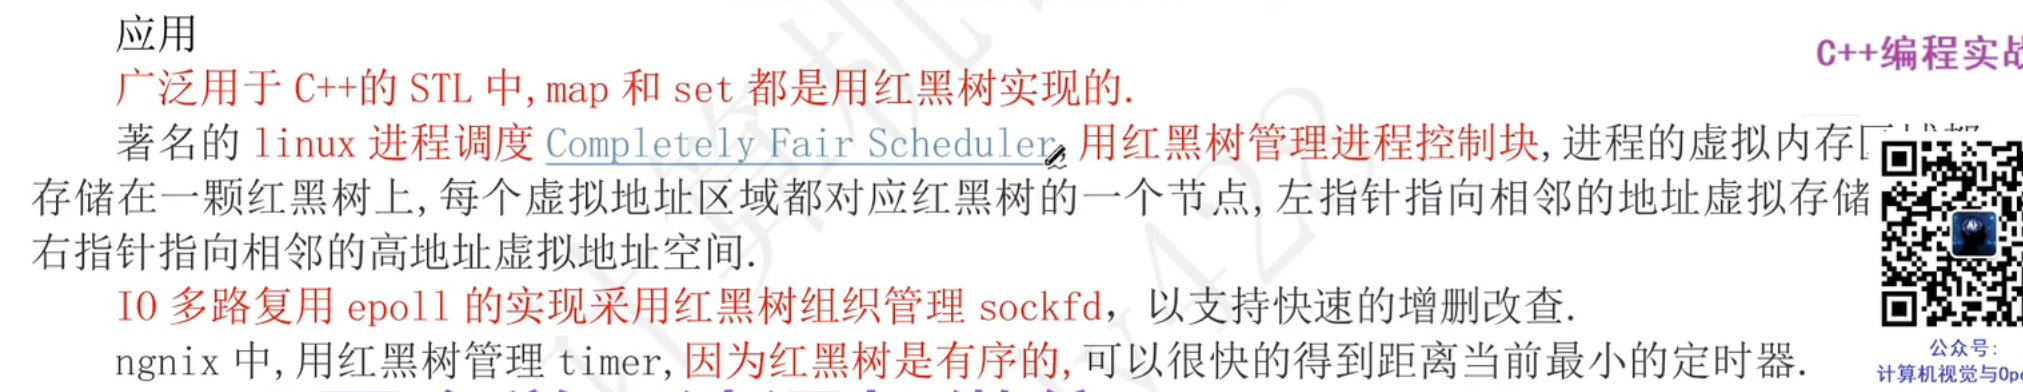 应用
C++编程实战
广泛用于 C++的 STL 中,map 和 set 都是用红黑树实现的.
著名的 linux 进程调度 Completely Fair Scheduler,用红黑树管理进程控制块,进程的虚拟内存区域都
存储在一颗红黑树上,每个虚拟地址区域都对应红黑树的一个节点,左指针指向相邻的地址虚拟存储
右指针指向相邻的高地址虚拟地址空间.
IO 多路复用 epoll 的实现采用红黑树组织管理 sockfd, 以支持快速的增删改查.
ngnix 中,用红黑树管理 timer,因为红黑树是有序的,可以很快的得到距离当前最小的定时器.
公众号:
计算机视觉与Ope